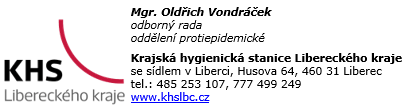 Mgr. Oldřich Vondráček
odborný rada
oddělení protiepidemické
Krajská hygienická stanice Libereckého kraje
se sídlem v Liberci, Husova 64, 460 31 Liberec
tel.: 485 253 107, 777 499 249
www.khslbc.cz
KHS
Libereckého kraje